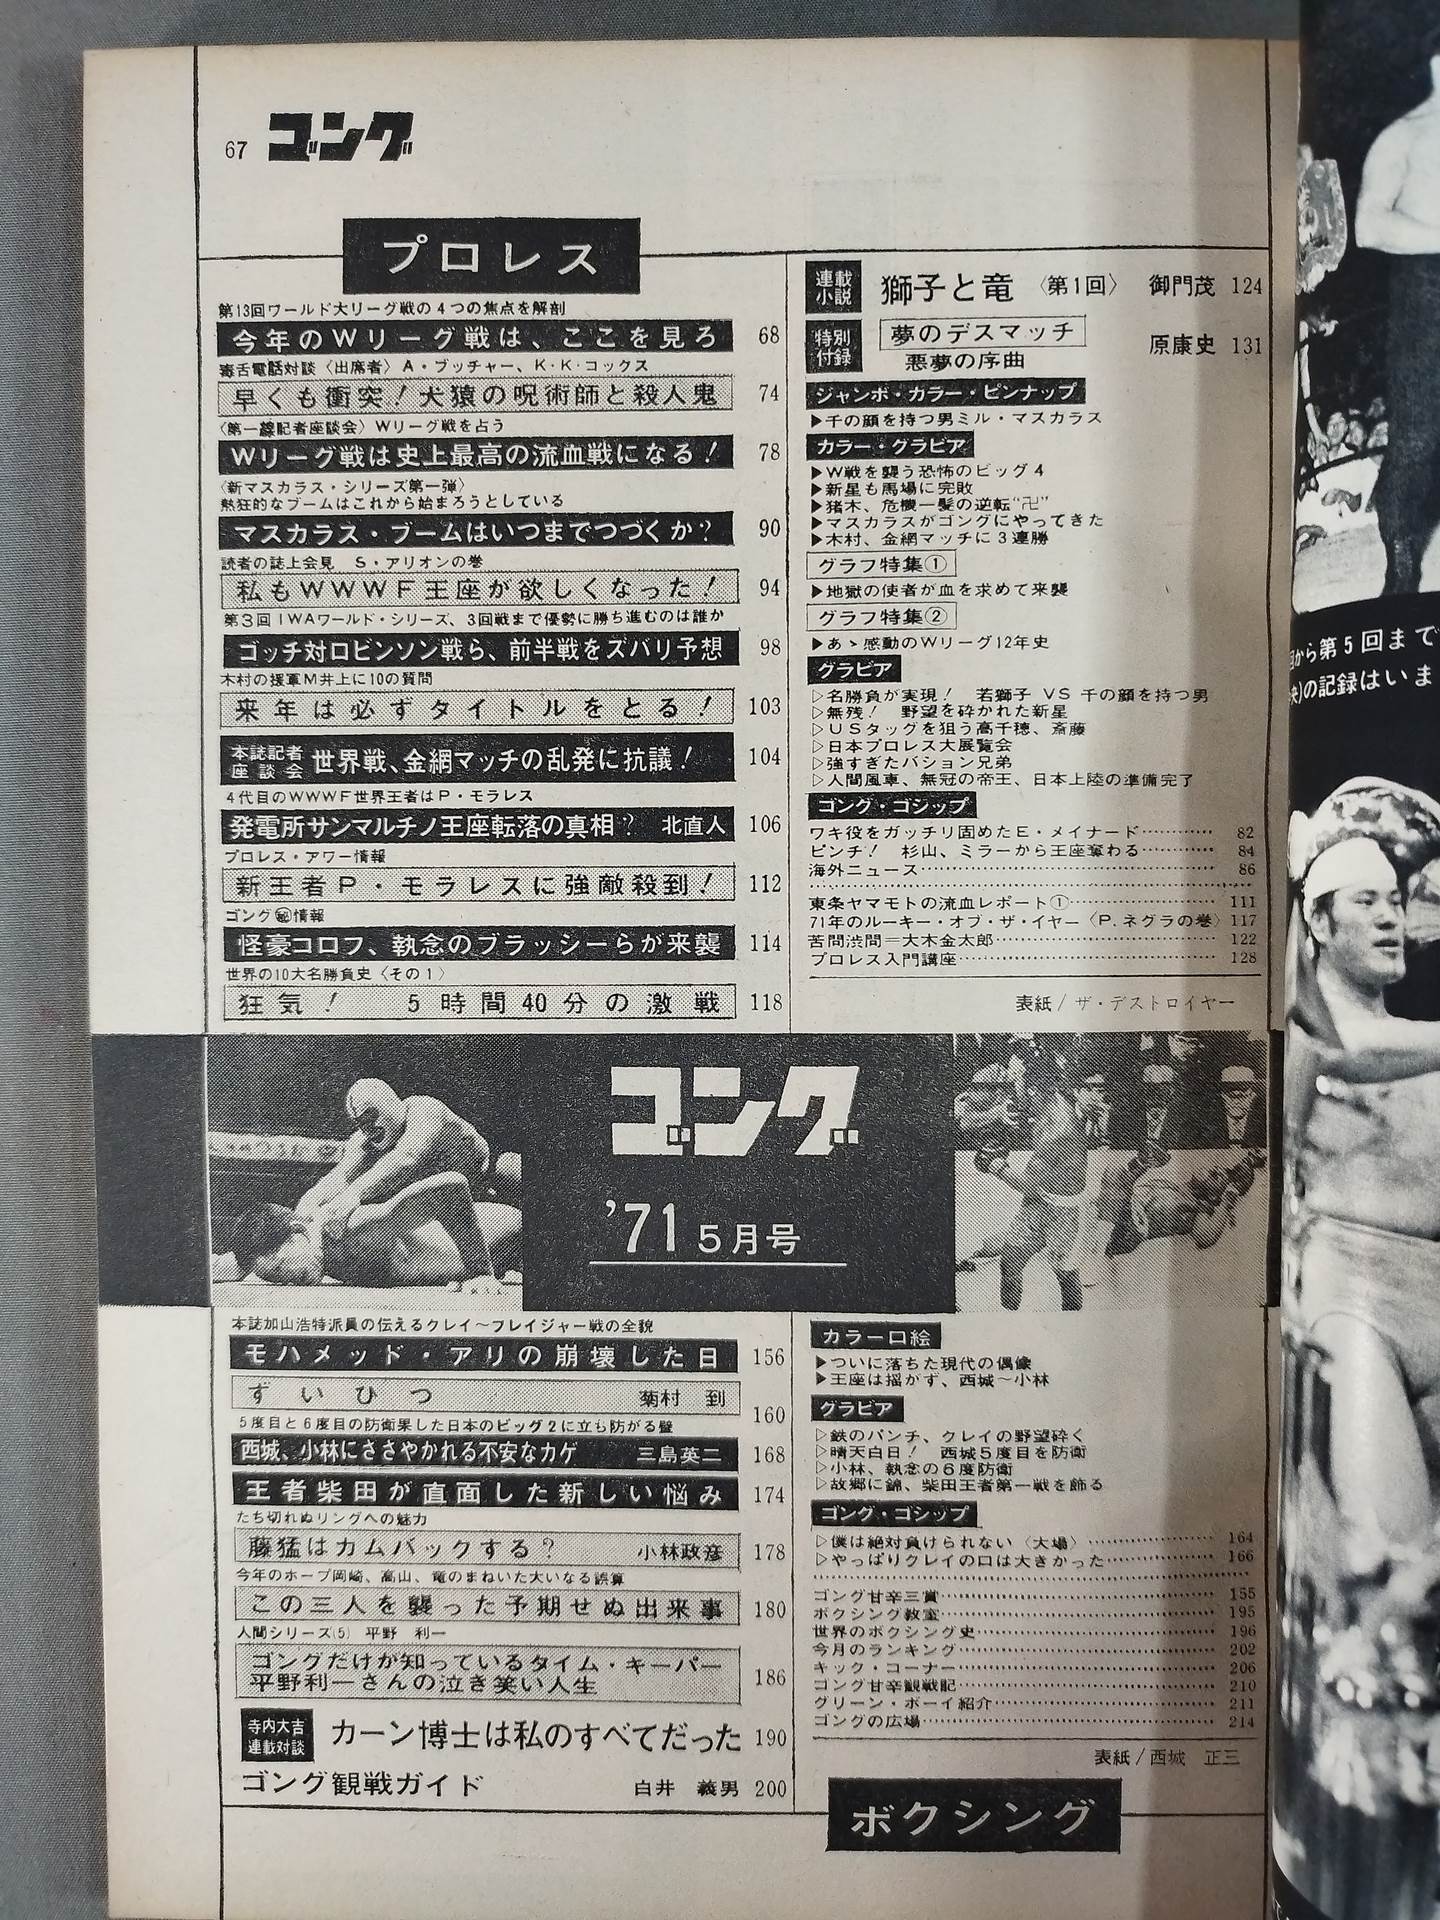 67 ゴング
プロレス
第13回ワールド大リーグ戦の4つの焦点を解剖
今年のWリーグ戦は、ここを見ろ 68
毒舌電話対談〈出席者〉A・ブッチャー、K・K・コックス
早くも衝突!犬猿の呪術師と殺人鬼 74
〈第一線記者座談会〉Wリーグ戦を占う
Wリーグ戦は史上最高の流血戦になる! 78
〈新マスカラス・シリーズ第一弾〉
熱狂的なブームはこれから始まろうとしている
マスカラス・ブームはいつまでつづくか? 90
読者の誌上会見 S・アリオンの巻
私もWWWF王座が欲しくなった! 94
第3回IWAワールド・シリーズ、3回戦まで優勢に勝ち進むのは誰か
ゴッチ対ロビンソン戦ら、前半戦をズバリ予想 98
木村の援軍M井上に10の質問
来年は必ずタイトルをとる! 103
本誌記者座談会 世界戦、金網マッチの乱発に抗議! 104
4代目のWWWF世界王者はP・モラレス
発電所サンマルチノ王座転落の真相? 北直人 106
プロレス・アワー情報
新王者P・モラレスに強敵殺到! 112
ゴング㊙情報
怪豪コロフ、執念のブラッシーらが来襲 114
世界の10大名勝負史〈その1〉
狂気! 5時間40分の激戦 118
連載小説 獅子と竜〈第1回〉 御門茂 124
特別付録 夢のデスマッチ
悪夢の序曲 原康史 131
ジャンボ・カラー・ピンナップ
▶千の顔を持つ男ミル・マスカラス
カラー・グラビア
▶W戦を襲う恐怖のビッグ4
▶新星も馬場に完敗
▶猪木、危機一髪の逆転“卍”
▶マスカラスがゴングにやってきた
▶木村、金網マッチに3連勝
グラフ特集①
▶地獄の使者が血を求めて来襲
グラフ特集②
▶あゝ感動のWリーグ12年史
グラビア
▷名勝負が実現! 若獅子 VS 千の顔を持つ男
▷無残! 野望を砕かれた新星
▷USタッグを狙う高千穂、斎藤
▷日本プロレス大展覧会
▷強すぎたバション兄弟
▷人間風車、無冠の帝王、日本上陸の準備完了
ゴング・ゴシップ
ワキ役をガッチリ固めたE・メイナード 82
ピンチ! 杉山、ミラーから王座奪わる 84
海外ニュース 86
東条ヤマモトの流血レポート① 111
71年のルーキー・オブ・ザ・イヤー〈P.ネグラの巻〉 117
苦問渋問=大木金太郎 122
プロレス入門講座 128
表紙/ザ・デストロイヤー
ゴング
'71 5月号
本誌加山浩特派員の伝えるクレイ〜フレイジャー戦の全貌
モハメッド・アリの崩壊した日 156
ずいひつ 菊村 到 160
5度目と6度目の防衛果した日本のビッグ2に立ち防がる壁
西城、小林にささやかれる不安なカゲ 三島英二 168
王者柴田が直面した新しい悩み 174
たち切れぬリングへの魅力
藤猛はカムバックする? 小林政彦 178
今年のホープ岡崎、高山、竜のまねいた大いなる誤算
この三人を襲った予期せぬ出来事 180
人間シリーズ(5) 平野 利一
ゴングだけが知っているタイム・キーパー
平野利一さんの泣き笑い人生 186
寺内大吉連載対談 カーン博士は私のすべてだった 190
ゴング観戦ガイド 白井 義男 200
カラー口絵
▶ついに落ちた現代の偶像
▶王座は揺かず、西城〜小林
グラビア
▷鉄のパンチ、クレイの野望砕く
▷晴天白日! 西城5度目を防衛
▷小林、執念の6度防衛
▷故郷に錦、柴田王者第一戦を飾る
ゴング・ゴシップ
▷僕は絶対負けられない〈大場〉 164
▷やっぱりクレイの口は大きかった 166
ゴング甘辛三賞 155
ボクシング教室 195
世界のボクシング史 196
今月のランキング 202
キック・コーナー 206
ゴング甘辛観戦記 210
グリーン・ボーイ紹介 211
ゴングの広場 214
表紙/西城 正三
ボクシング
から第5回まで
の記録はいま